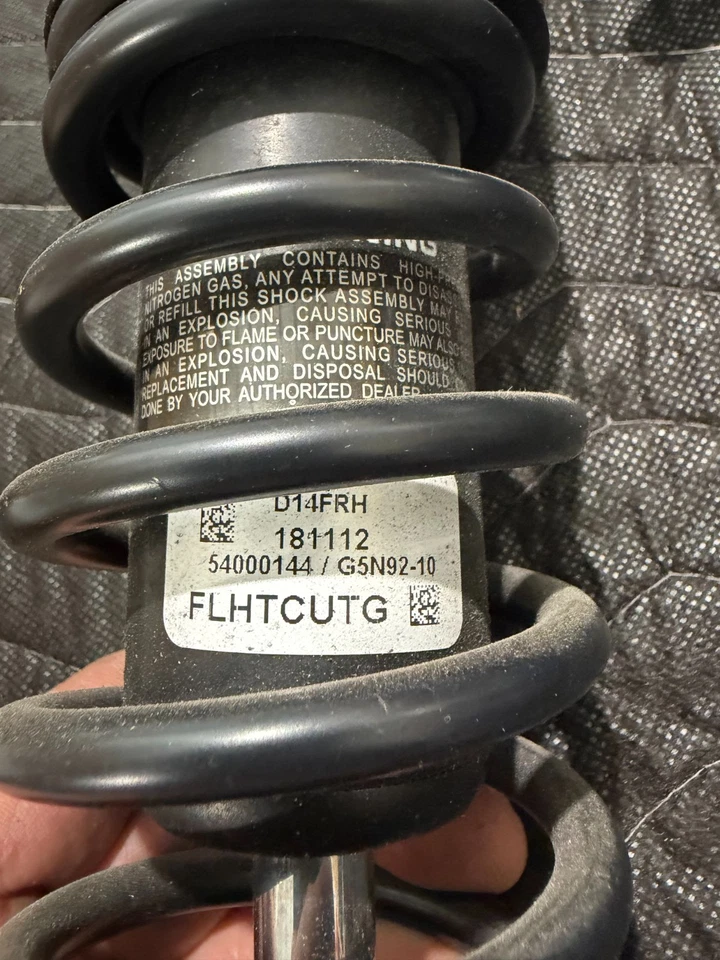 THIS ASSEMBLY CONTAINS
NITROGEN GAS, ANY ATTEMPT TO
OR REFILL THIS SHOCK ASSEMBLY MAY
IN AN EXPLOSION, CAUSING SERIOUS
EXPOSURE TO FLAME OR PUNCTURE MAY
IN AN EXPLOSION, CAUSING SERIOUS
REPLACEMENT AND DISPOSAL SHOULD
DONE BY YOUR AUTHORIZED DEALER
D14FRH
181112
54000144 / G5N92-10
FLHTCUTG